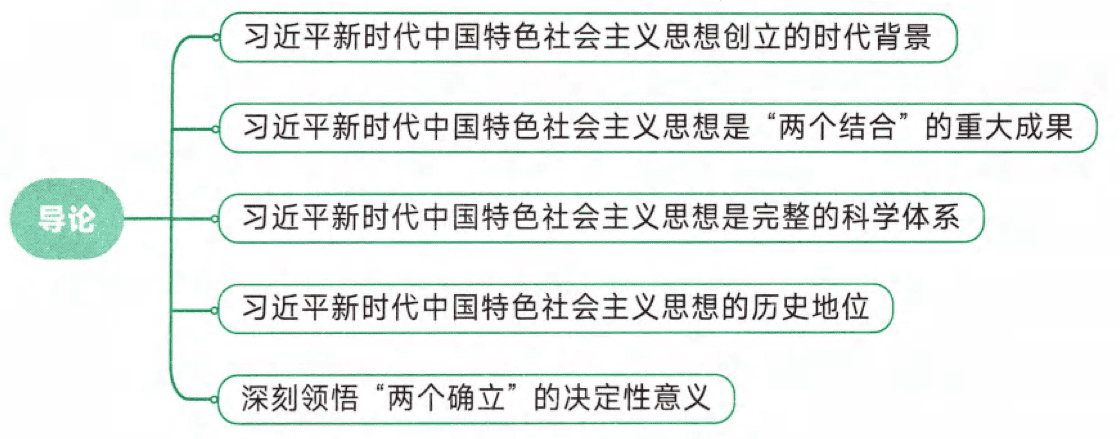 习近平新时代中国特色社会主义思想创立的时代背景
习近平新时代中国特色社会主义思想是“两个结合”的重大成果
导论
习近平新时代中国特色社会主义思想是完整的科学体系
习近平新时代中国特色社会主义思想的历史地位
深刻领悟“两个确立”的决定性意义